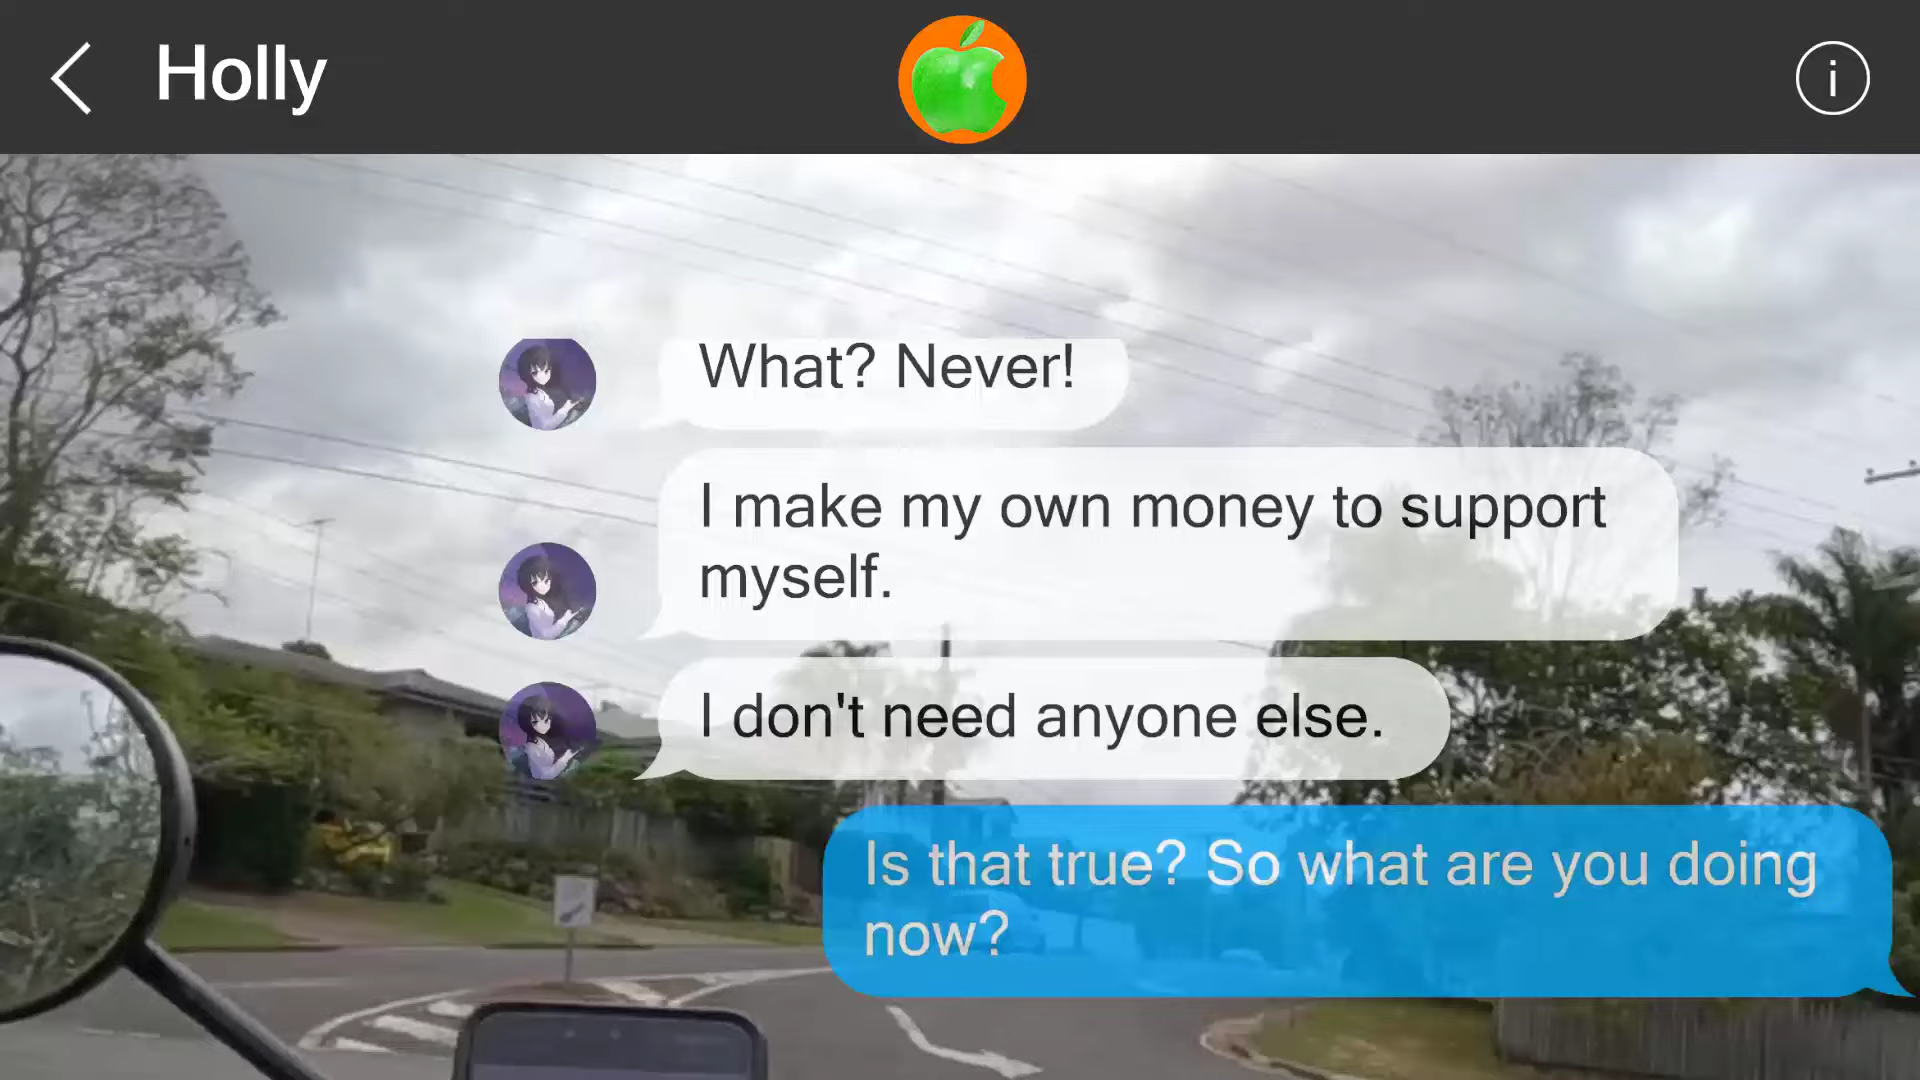 Holly
What? Never!
I make my own money to support
myself.
I don't need anyone else.
Is that true? So what are you doing
now?